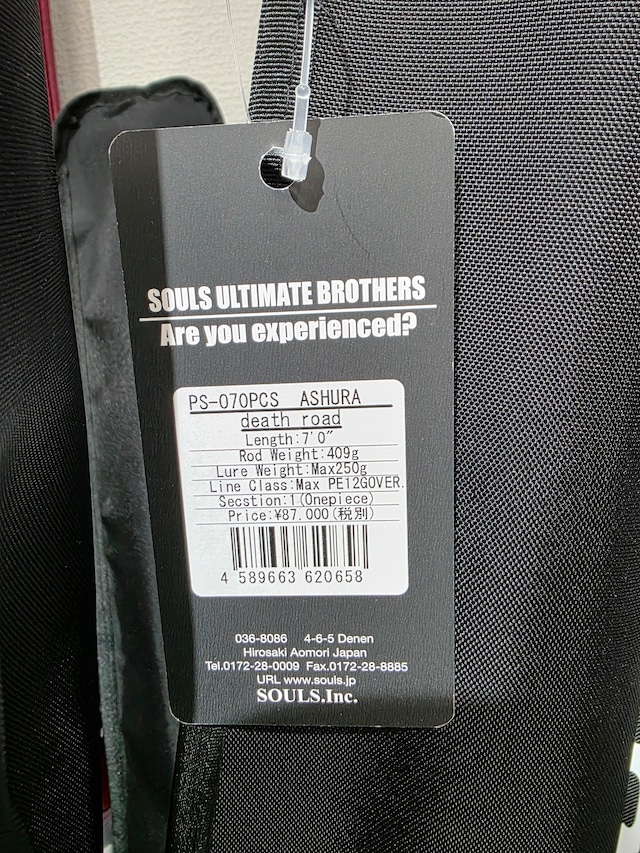 SOULS ULTIMATE BROTHERS
Are you experienced?
PS-070PCS ASHURA
death road
Length:7'0"
Rod Weight:409g
Lure Weight:Max250g
Line Class:Max PE12GOVER.
Secstion:1(Onepiece)
Price:¥87.000(税別)
4 589663 620658
036-8086 4-6-5 Denen
Hirosaki Aomori Japan
Tel.0172-28-0009 Fax.0172-28-8885
URL www.souls.jp
SOULS.Inc.